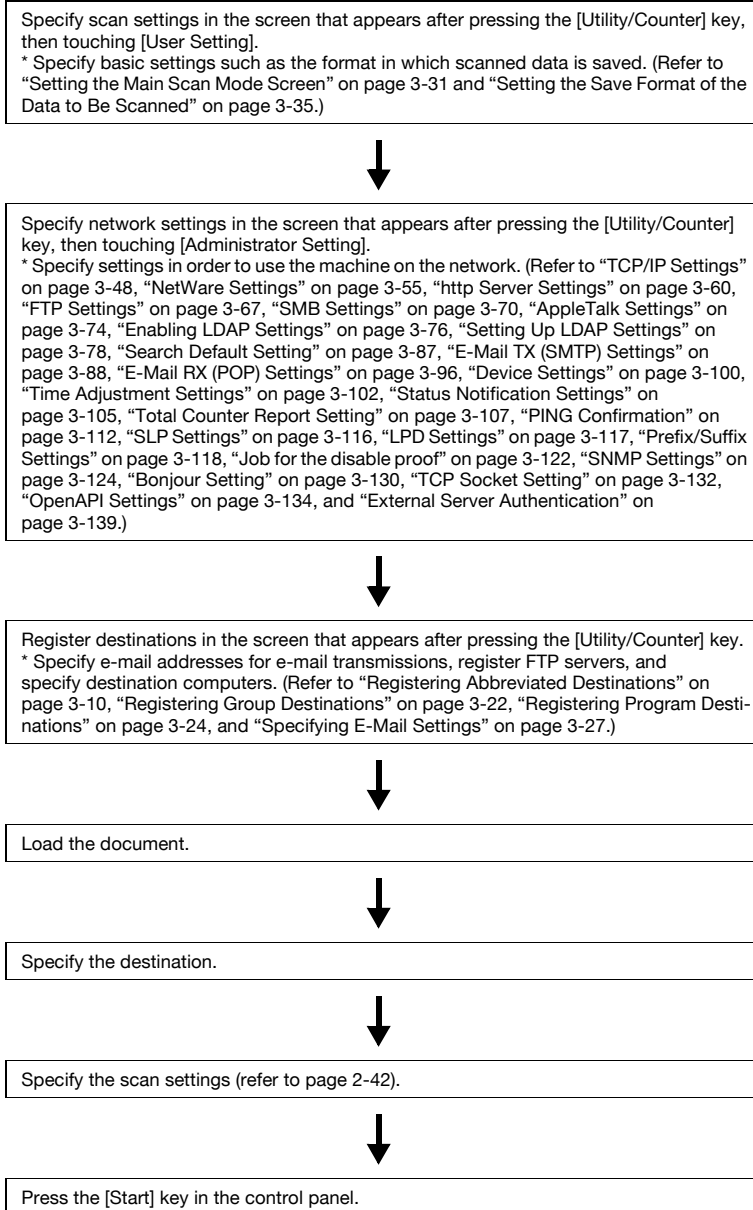 Specify scan settings in the screen that appears after pressing the [Utility/Counter] key,
then touching [User Setting].
* Specify basic settings such as the format in which scanned data is saved. (Refer to
“Setting the Main Scan Mode Screen” on page 3-31 and “Setting the Save Format of the
Data to Be Scanned” on page 3-35.)
Specify network settings in the screen that appears after pressing the [Utility/Counter]
key, then touching [Administrator Setting].
* Specify settings in order to use the machine on the network. (Refer to “TCP/IP Settings”
on page 3-48, “NetWare Settings” on page 3-55, “http Server Settings” on page 3-60,
“FTP Settings” on page 3-67, “SMB Settings” on page 3-70, “AppleTalk Settings” on
page 3-74, “Enabling LDAP Settings” on page 3-76, “Setting Up LDAP Settings” on
page 3-78, “Search Default Setting” on page 3-87, “E-Mail TX (SMTP) Settings” on
page 3-88, “E-Mail RX (POP) Settings” on page 3-96, “Device Settings” on page 3-100,
“Time Adjustment Settings” on page 3-102, “Status Notification Settings” on
page 3-105, “Total Counter Report Setting” on page 3-107, “PING Confirmation” on
page 3-112, “SLP Settings” on page 3-116, “LPD Settings” on page 3-117, “Prefix/Suffix
Settings” on page 3-118, “Job for the disable proof” on page 3-122, “SNMP Settings” on
page 3-124, “Bonjour Setting” on page 3-130, “TCP Socket Setting” on page 3-132,
“OpenAPI Settings” on page 3-134, and “External Server Authentication” on
page 3-139.)
Register destinations in the screen that appears after pressing the [Utility/Counter] key.
* Specify e-mail addresses for e-mail transmissions, register FTP servers, and
specify destination computers. (Refer to “Registering Abbreviated Destinations” on
page 3-10, “Registering Group Destinations” on page 3-22, “Registering Program Desti-
nations” on page 3-24, and “Specifying E-Mail Settings” on page 3-27.)
Load the document.
Specify the destination.
Specify the scan settings (refer to page 2-42).
Press the [Start] key in the control panel.